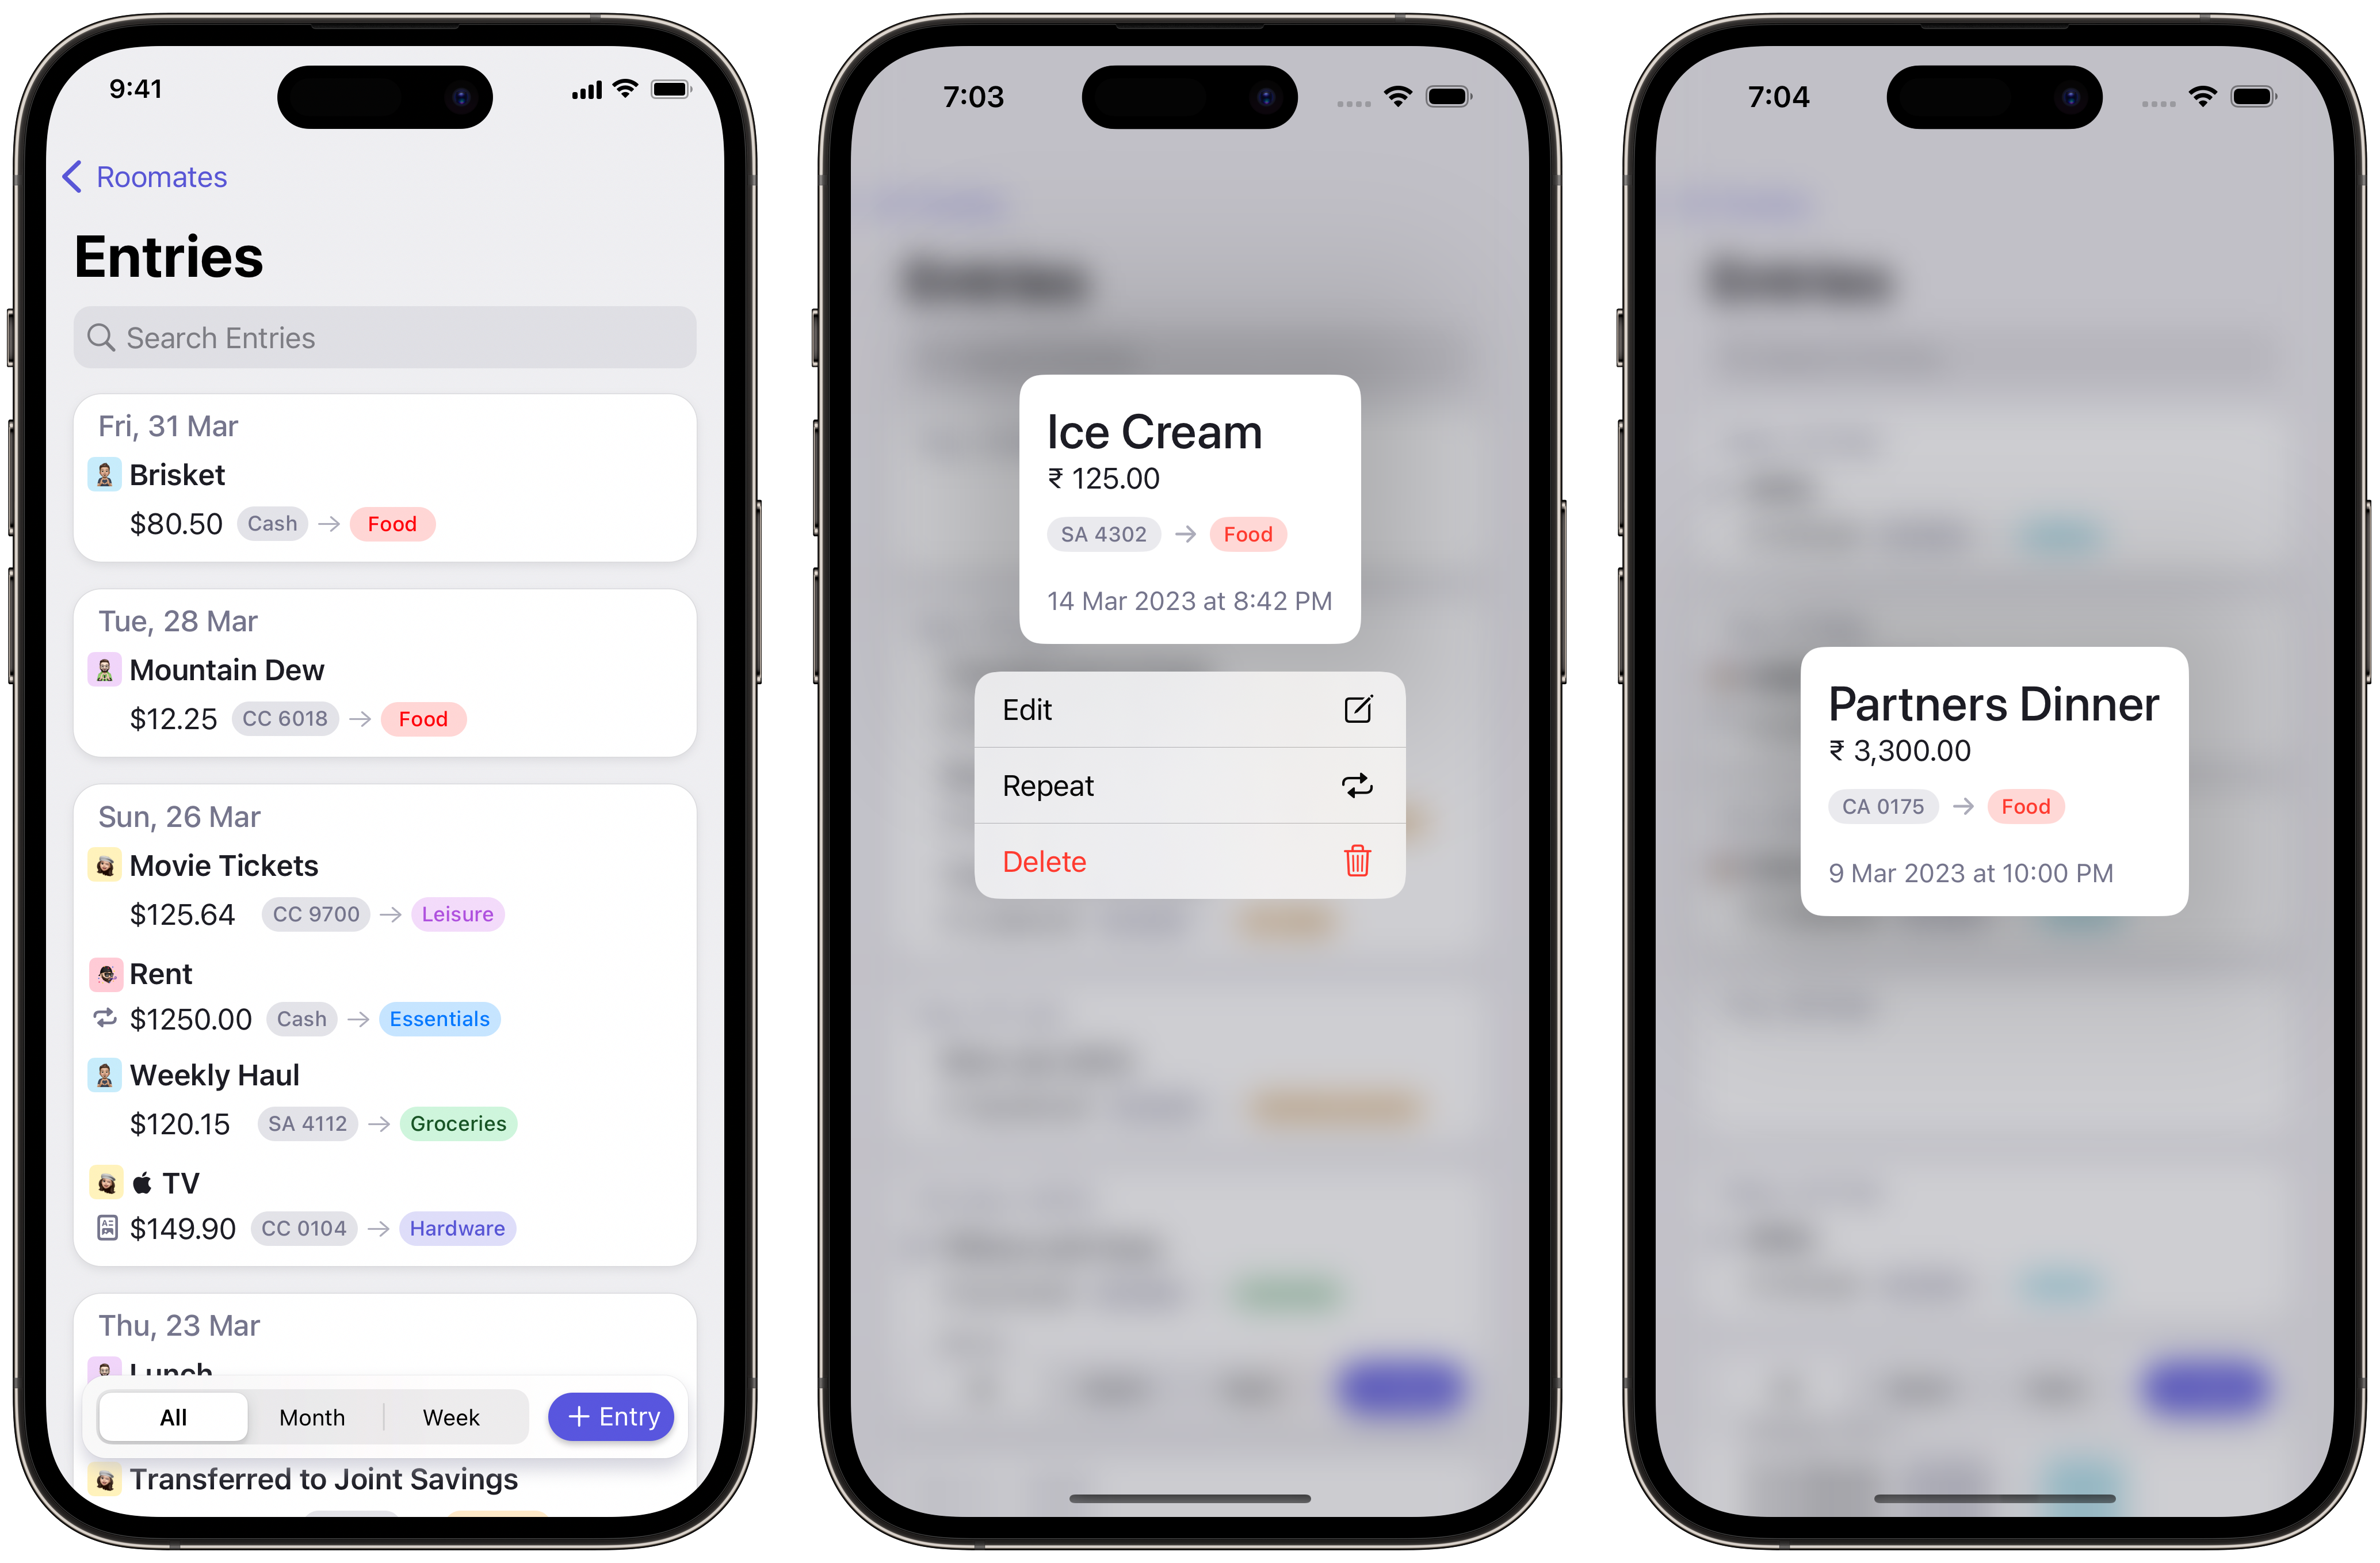 9:41
Roomates
Entries
Search Entries
Fri, 31 Mar
Brisket
$80.50 Cash → Food
Tue, 28 Mar
Mountain Dew
$12.25 CC 6018 → Food
Sun, 26 Mar
Movie Tickets
$125.64 CC 9700 → Leisure
Rent
$1250.00 Cash → Essentials
Weekly Haul
$120.15 SA 4112 → Groceries
TV
$149.90 CC 0104 → Hardware
Thu, 23 Mar
Lunch
All Month Week + Entry
Transferred to Joint Savings
7:03
Ice Cream
₹ 125.00
SA 4302 → Food
14 Mar 2023 at 8:42 PM
Edit
Repeat
Delete
7:04
Partners Dinner
₹ 3,300.00
CA 0175 → Food
9 Mar 2023 at 10:00 PM